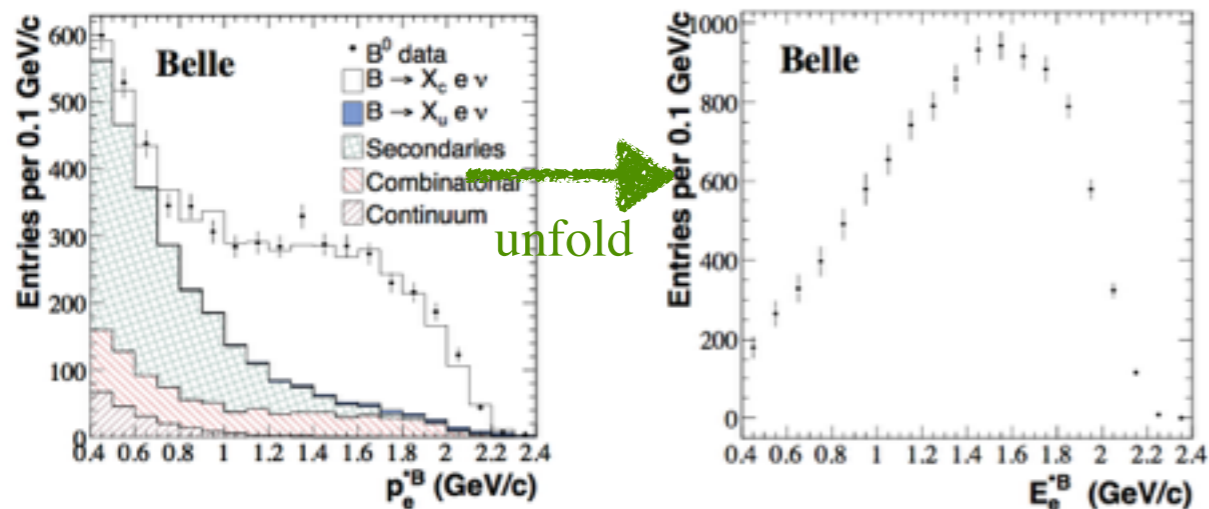 Entries per 0.1 GeV/c
600
500
400
300
200
100
0
Belle
B⁰ data
B → X_c e ν
B → X_u e ν
Secondaries
Combinatorial
Continuum
0.4 0.6 0.8 1 1.2 1.4 1.6 1.8 2 2.2 2.4
p_e^{*B} (GeV/c)
unfold
Entries per 0.1 GeV/c
1000
800
600
400
200
0
Belle
0.4 0.6 0.8 1 1.2 1.4 1.6 1.8 2 2.2 2.4
E_e^{*B} (GeV/c)